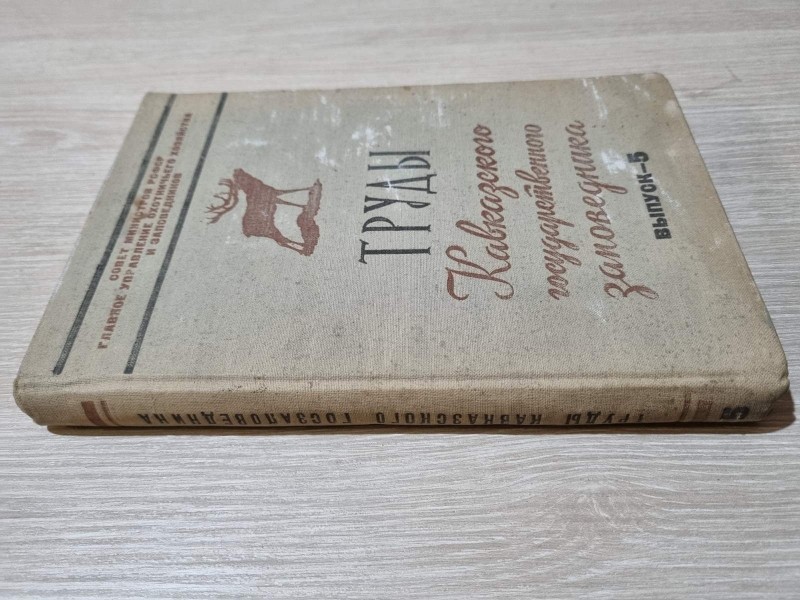 СОВЕТ МИНИСТРОВ РСФСР
ГЛАВНОЕ УПРАВЛЕНИЕ ОХОТНИЧЬЕГО ХОЗЯЙСТВА
И ЗАПОВЕДНИКОВ
ТРУДЫ
Кавказского
государственного
заповедника
ВЫПУСК-5
ТРУДЫ КАВКАЗСКОГО ГОСЗАПОВЕДНИКА
5